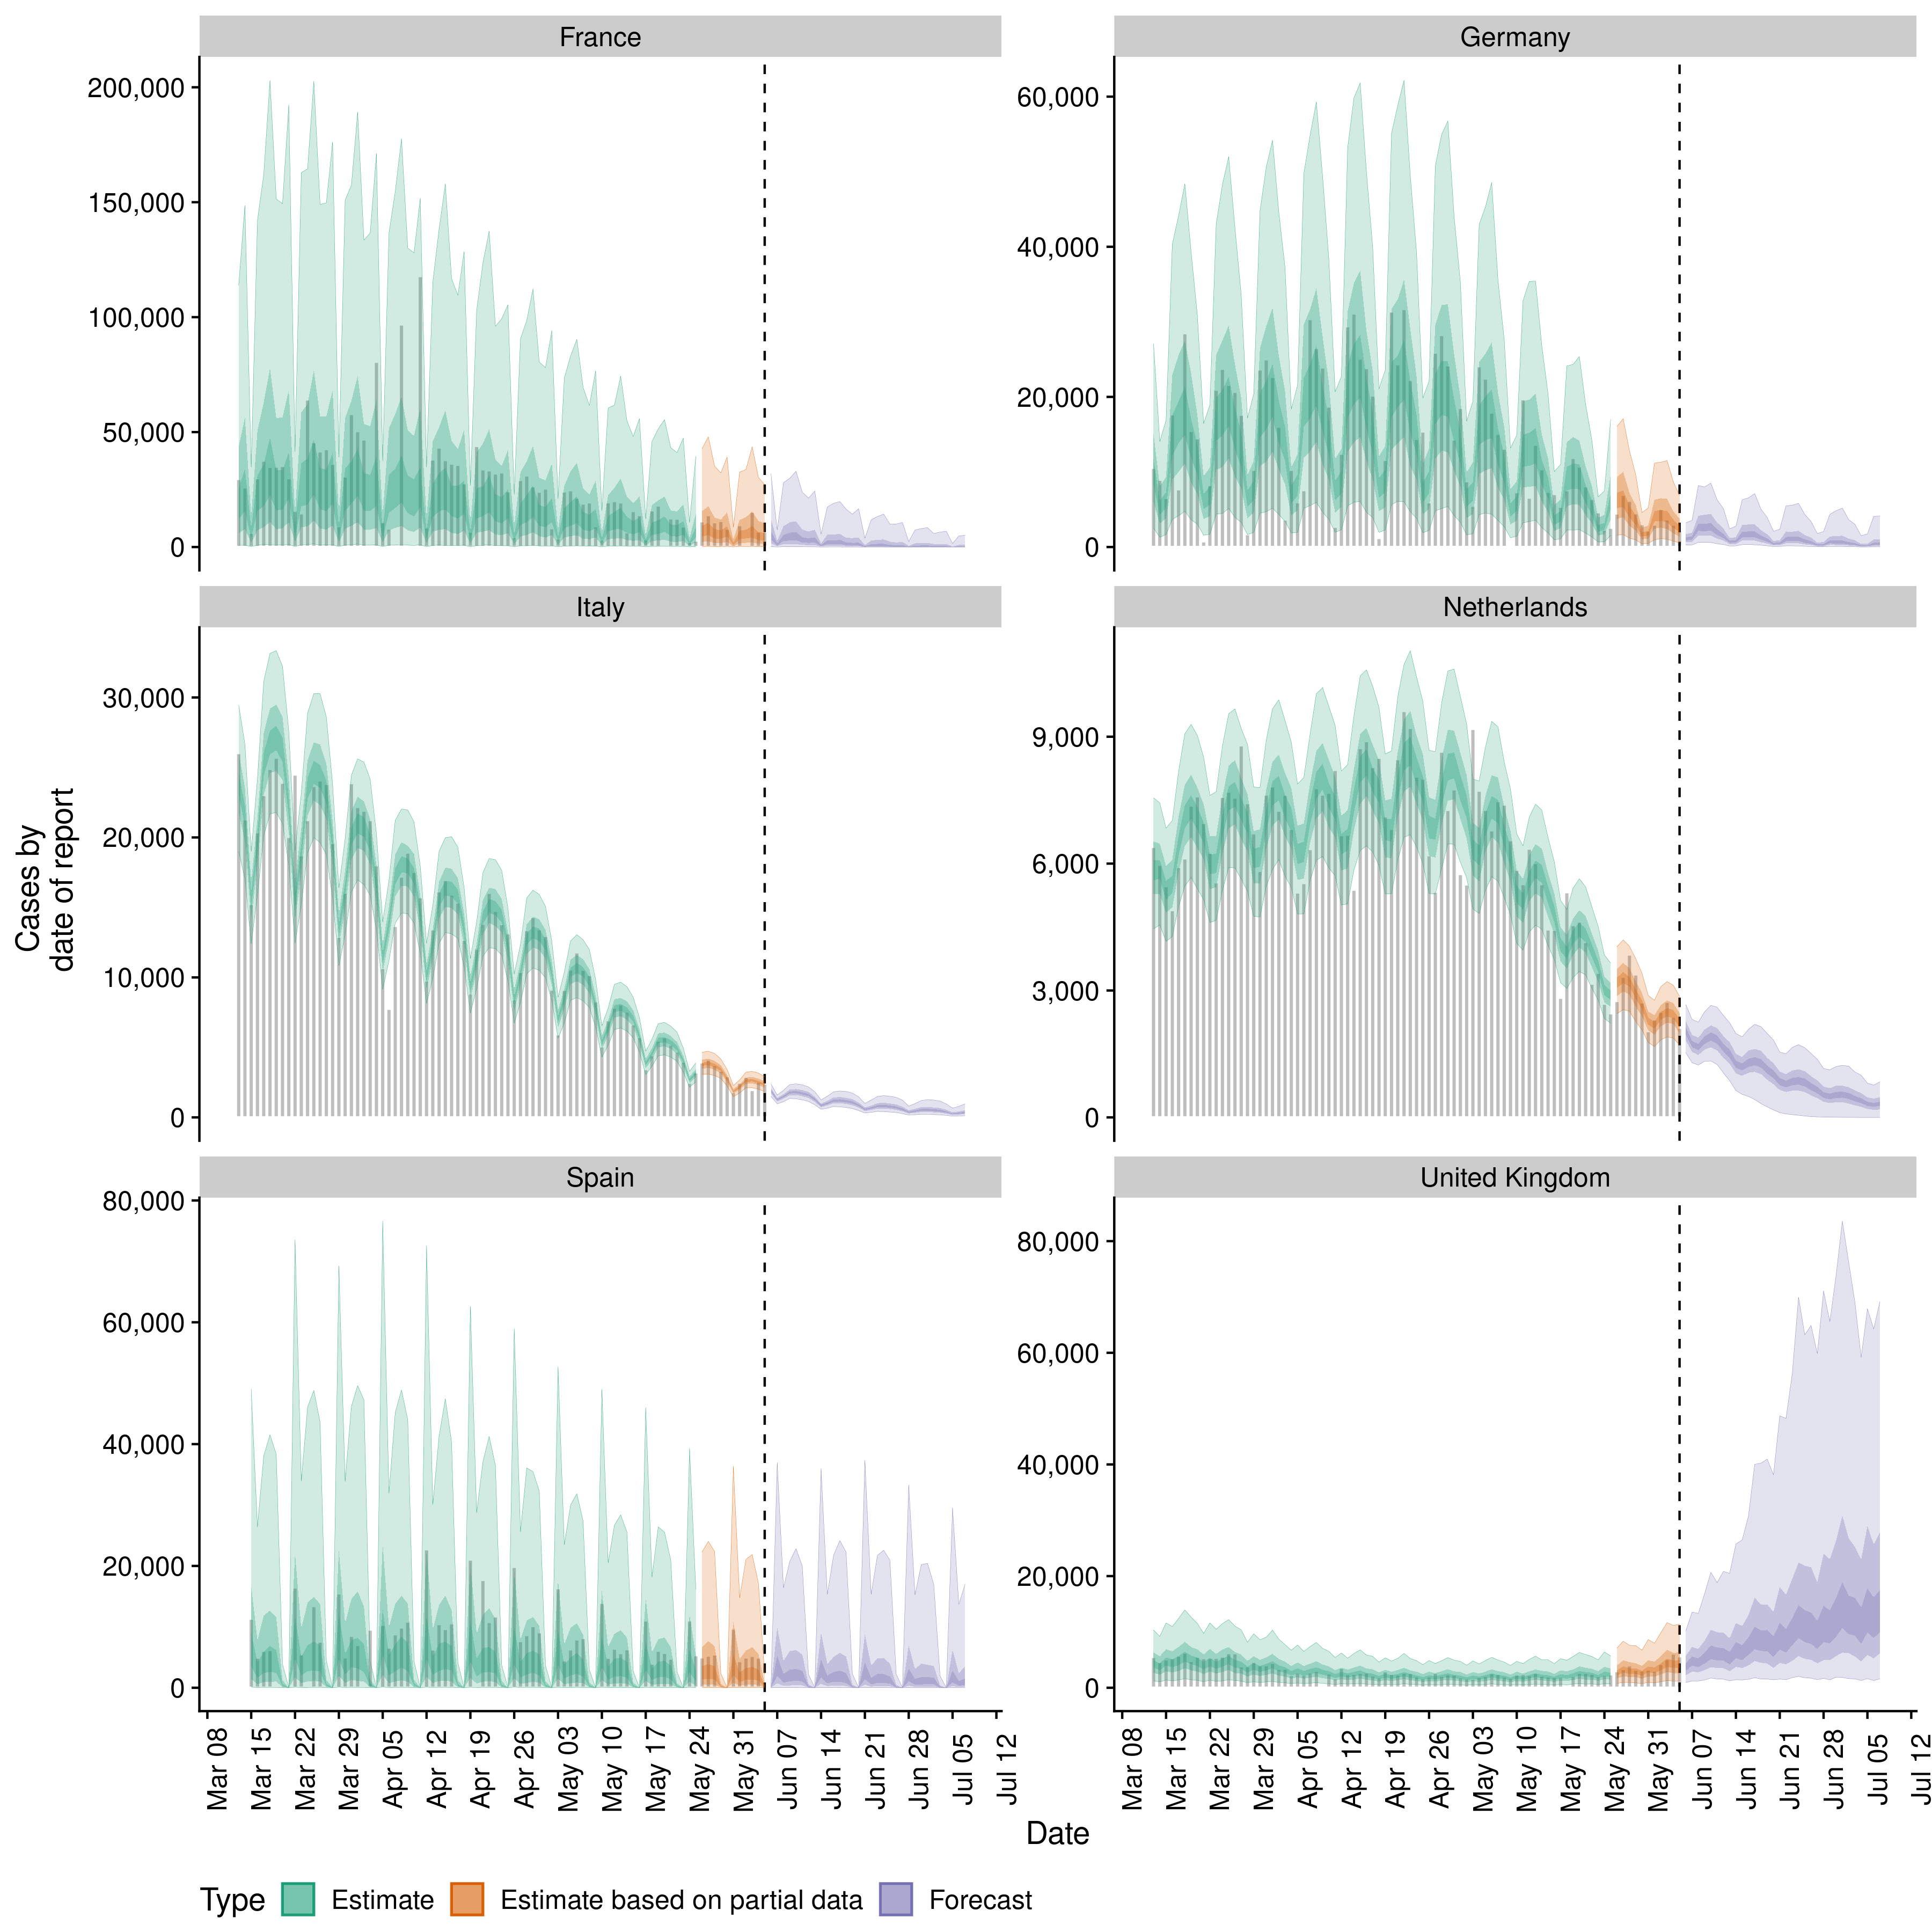 France
Germany
200,000
150,000
100,000
50,000
0
60,000
40,000
20,000
0
Italy
Netherlands
30,000
20,000
10,000
0
9,000
6,000
3,000
0
Cases by
date of report
Spain
United Kingdom
80,000
60,000
40,000
20,000
0
80,000
60,000
40,000
20,000
0
Mar 08
Mar 15
Mar 22
Mar 29
Apr 05
Apr 12
Apr 19
Apr 26
May 03
May 10
May 17
May 24
May 31
Jun 07
Jun 14
Jun 21
Jun 28
Jul 05
Jul 12
Mar 08
Mar 15
Mar 22
Mar 29
Apr 05
Apr 12
Apr 19
Apr 26
May 03
May 10
May 17
May 24
May 31
Jun 07
Jun 14
Jun 21
Jun 28
Jul 05
Jul 12
Date
Type Estimate Estimate based on partial data Forecast